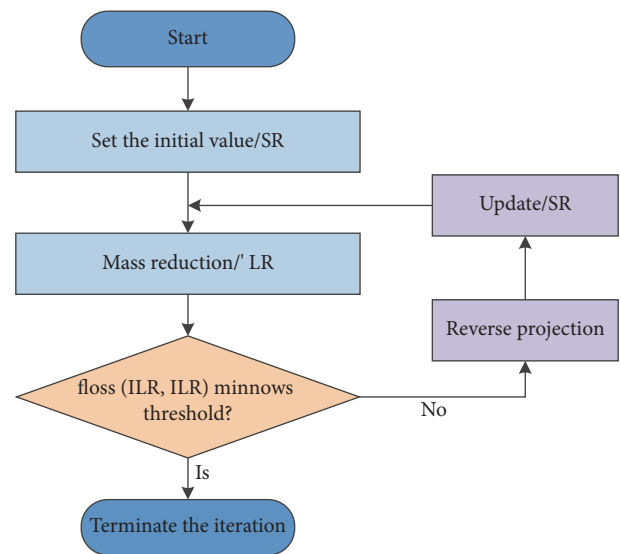 Start
Set the initial value/SR
Update/SR
Mass reduction/' LR
Reverse projection
floss (ILR, ILR) minnows
threshold?
No
Is
Terminate the iteration